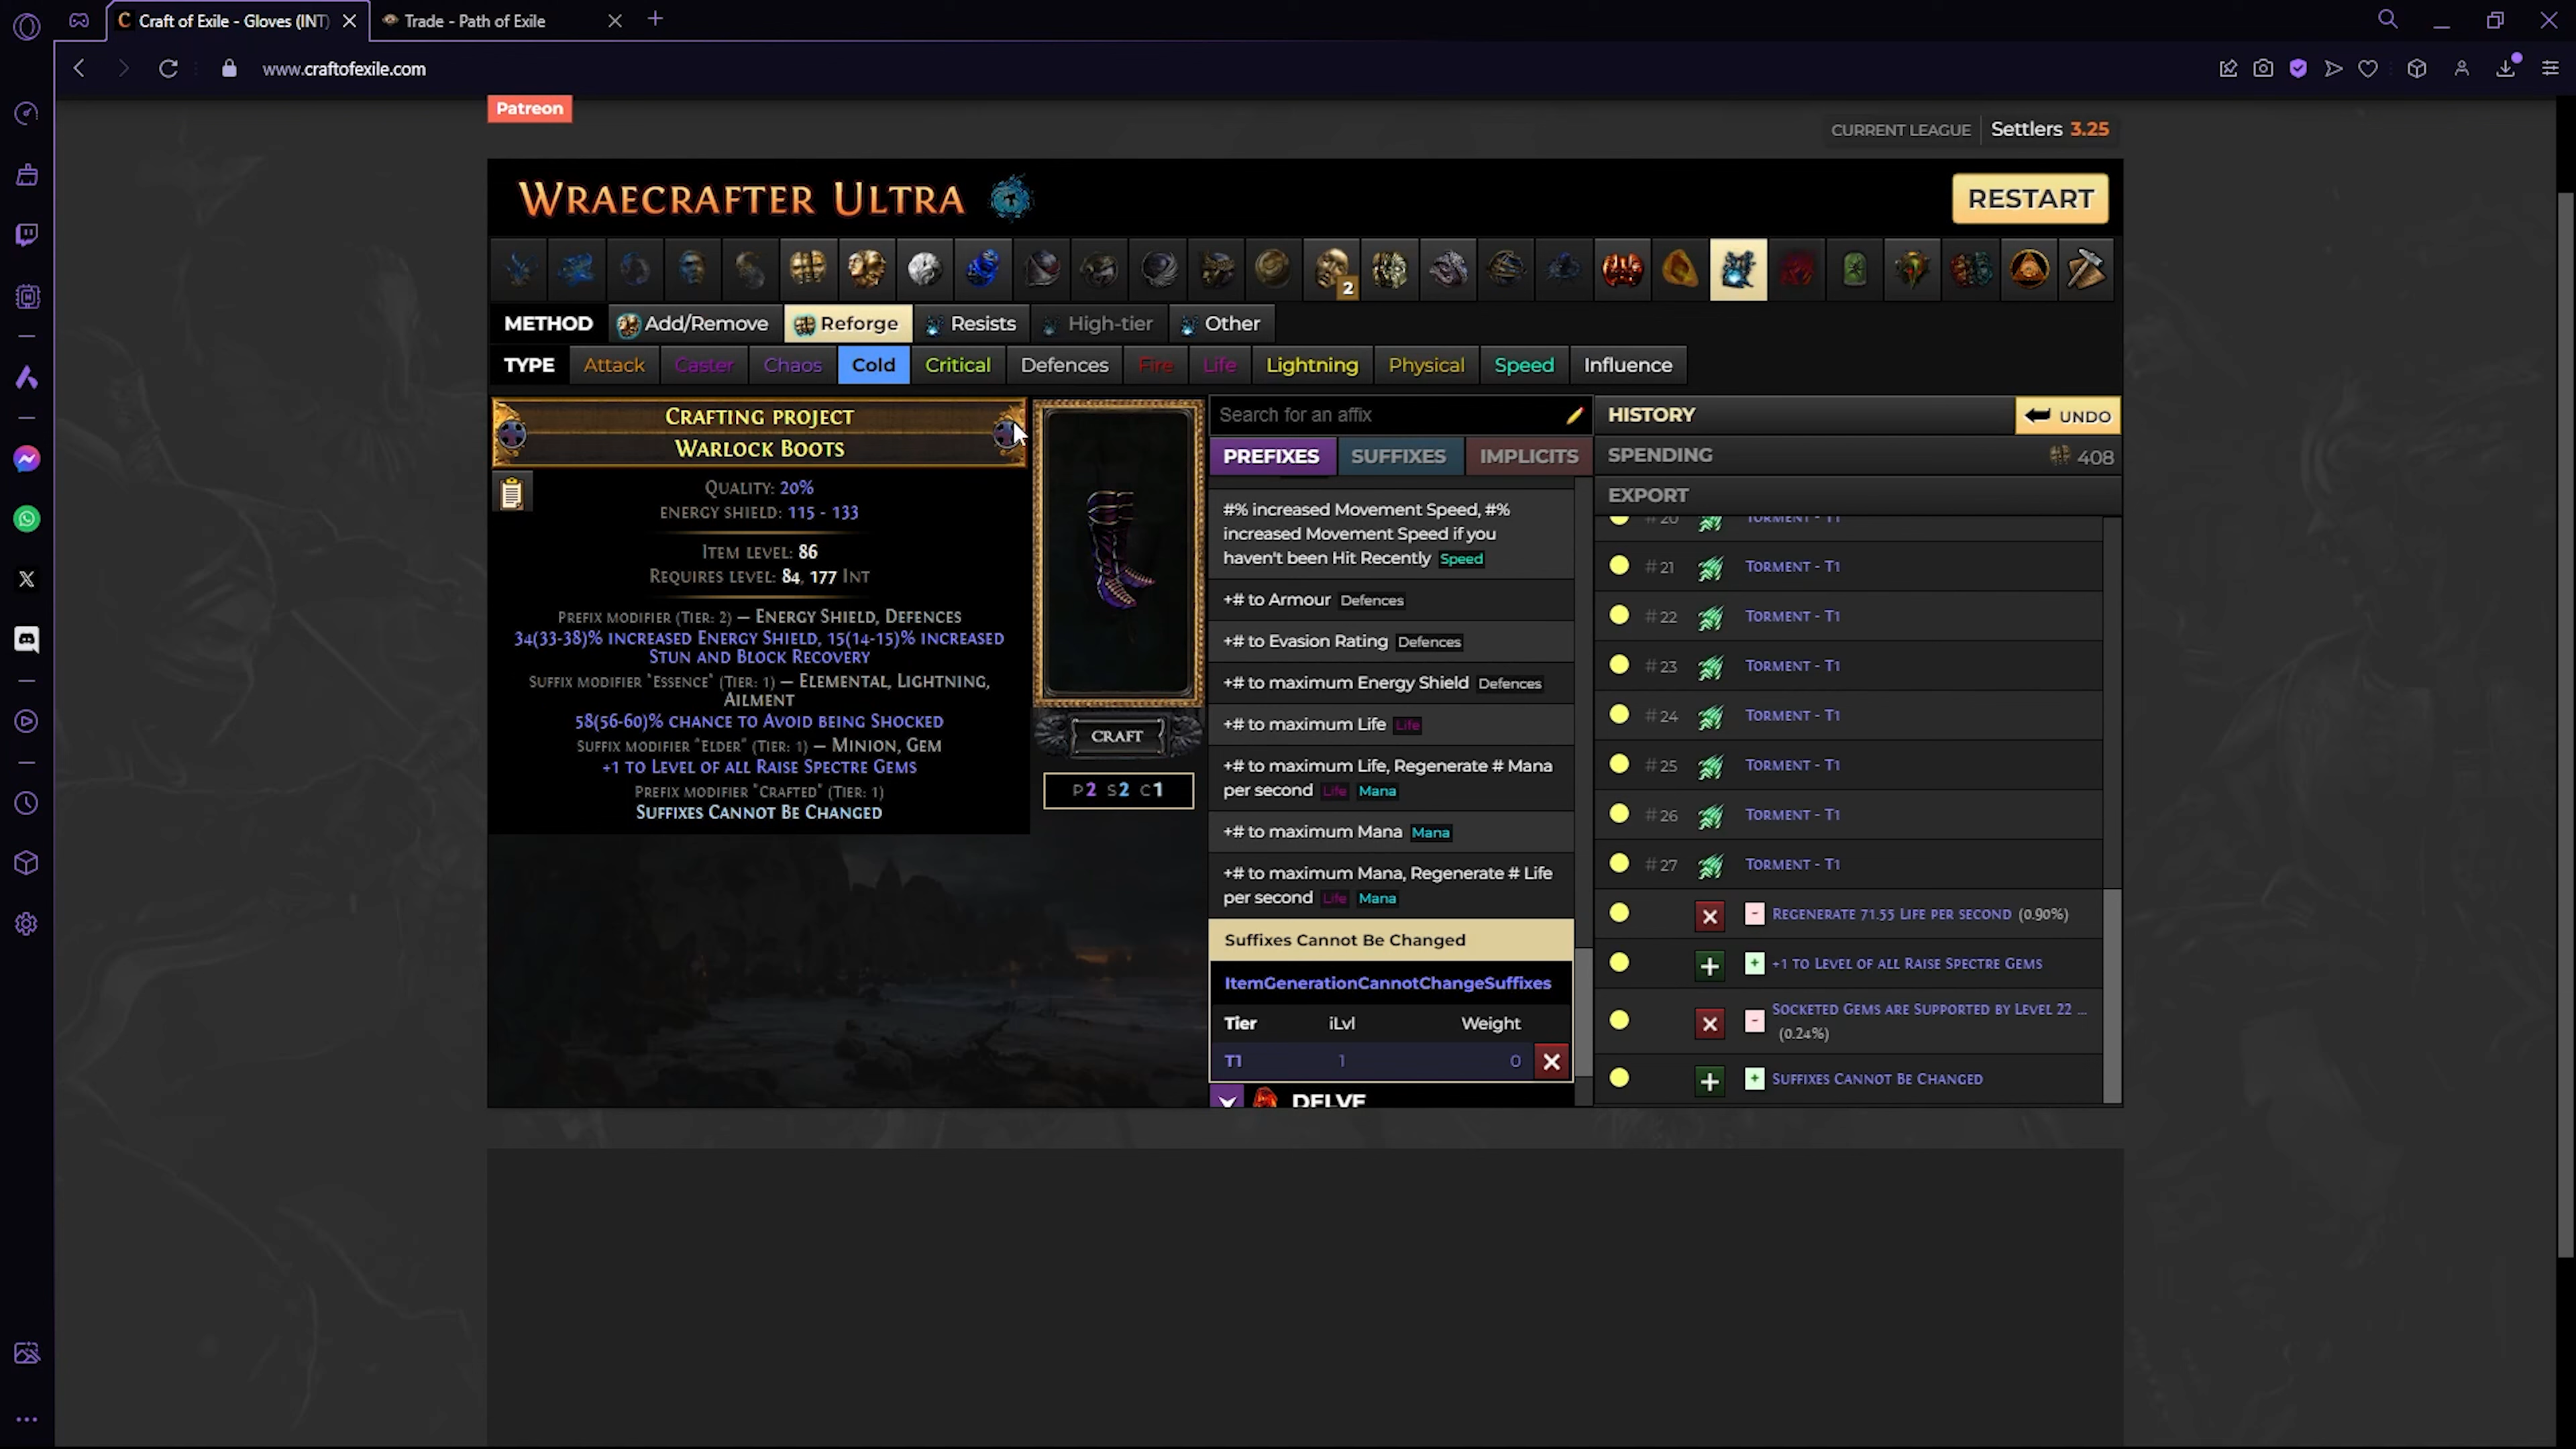 Craft of Exile - Gloves (INT)
Trade - Path of Exile
www.craftofexile.com
Patreon
CURRENT LEAGUE Settlers 3.25
WRAECRAFTER ULTRA
RESTART
2
METHOD Add/Remove Reforge Resists High-tier Other
TYPE Attack Caster Chaos Cold Critical Defences Fire Life Lightning Physical Speed Influence
CRAFTING PROJECT
WARLOCK BOOTS
QUALITY: 20%
ENERGY SHIELD: 115 - 133
ITEM LEVEL: 86
REQUIRES LEVEL: 84, 177 INT
PREFIX MODIFIER (TIER: 2) — ENERGY SHIELD, DEFENCES
34(33-38)% INCREASED ENERGY SHIELD, 15(14-15)% INCREASED
STUN AND BLOCK RECOVERY
SUFFIX MODIFIER "ESSENCE" (TIER: 1) — ELEMENTAL, LIGHTNING,
AILMENT
58(56-60)% CHANCE TO AVOID BEING SHOCKED
SUFFIX MODIFIER "ELDER" (TIER: 1) — MINION, GEM
+1 TO LEVEL OF ALL RAISE SPECTRE GEMS
PREFIX MODIFIER "CRAFTED" (TIER: 1)
SUFFIXES CANNOT BE CHANGED
CRAFT
P2 S2 C1
Search for an affix
PREFIXES SUFFIXES IMPLICITS
#% increased Movement Speed, #%
increased Movement Speed if you
haven't been Hit Recently Speed
+# to Armour Defences
+# to Evasion Rating Defences
+# to maximum Energy Shield Defences
+# to maximum Life Life
+# to maximum Life, Regenerate # Mana
per second Life Mana
+# to maximum Mana Mana
+# to maximum Mana, Regenerate # Life
per second Life Mana
Suffixes Cannot Be Changed
ItemGenerationCannotChangeSuffixes
Tier iLvl Weight
T1 1 0
DELVE
HISTORY UNDO
SPENDING 408
EXPORT
#20 TORMENT - T1
#21 TORMENT - T1
#22 TORMENT - T1
#23 TORMENT - T1
#24 TORMENT - T1
#25 TORMENT - T1
#26 TORMENT - T1
#27 TORMENT - T1
- REGENERATE 71.55 LIFE PER SECOND (0.90%)
+ +1 TO LEVEL OF ALL RAISE SPECTRE GEMS
- SOCKETED GEMS ARE SUPPORTED BY LEVEL 22 ...
(0.24%)
+ SUFFIXES CANNOT BE CHANGED